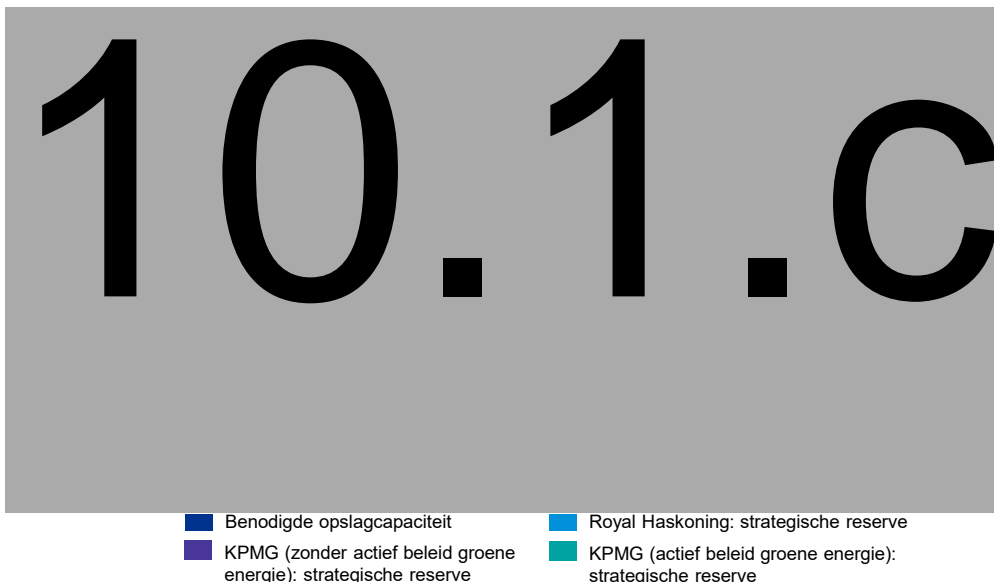 10.1.c
Benodigde opslagcapaciteit
Royal Haskoning: strategische reserve
KPMG (zonder actief beleid groene
energie): strategische reserve
KPMG (actief beleid groene energie):
strategische reserve